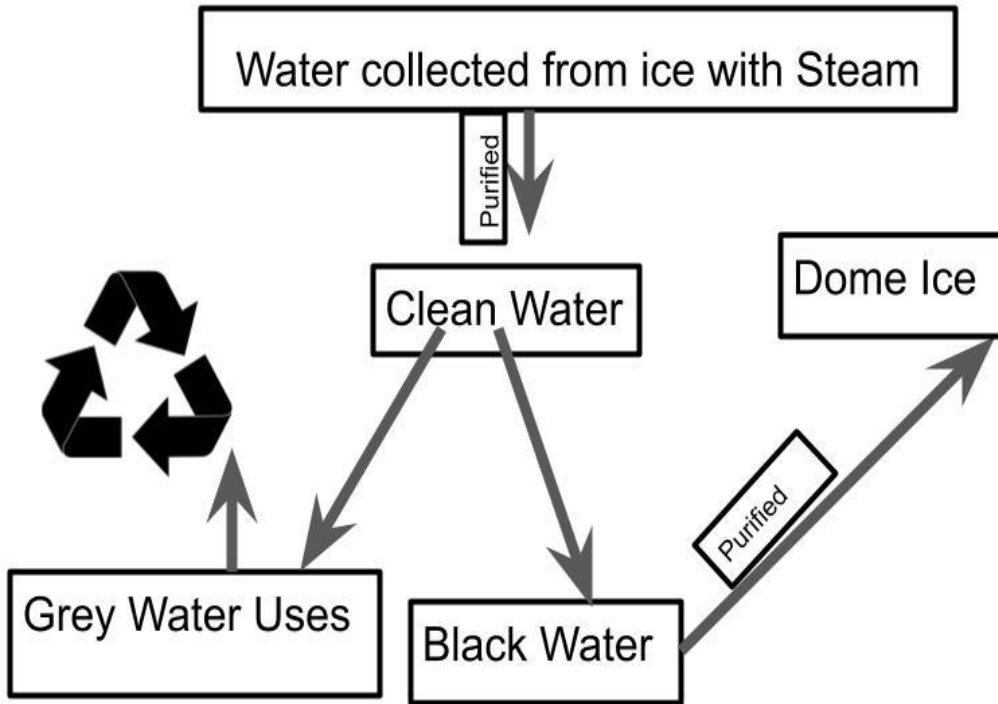 Water collected from ice with Steam
Purified
Clean Water
Dome Ice
Purified
Grey Water Uses
Black Water